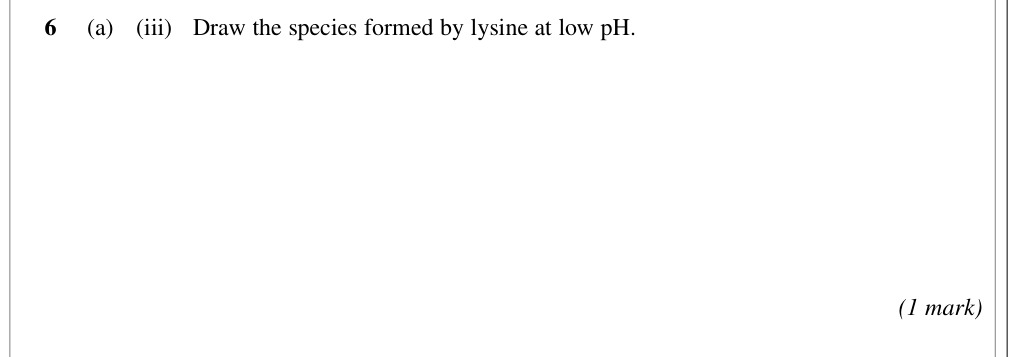 6 (a) (iii) Draw the species formed by lysine at low pH.
(1 mark)